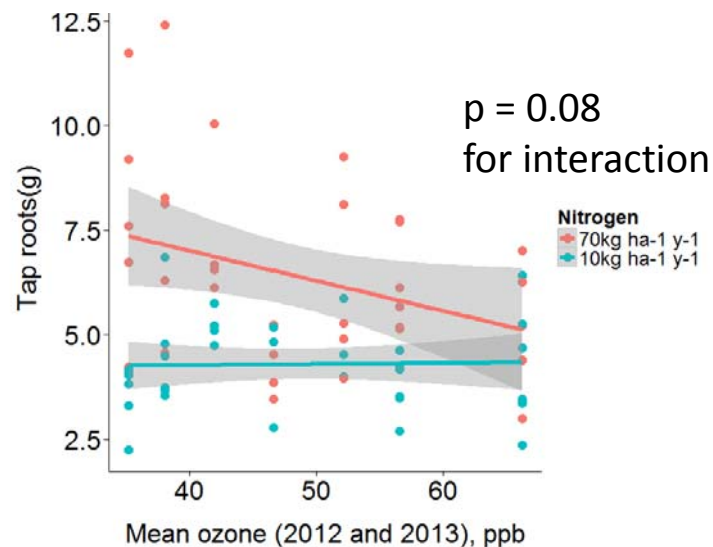 12.5
10.0
7.5
5.0
2.5
Tap roots(g)
p = 0.08
for interaction
Nitrogen
70kg ha-1 y-1
10kg ha-1 y-1
40 50 60
Mean ozone (2012 and 2013), ppb